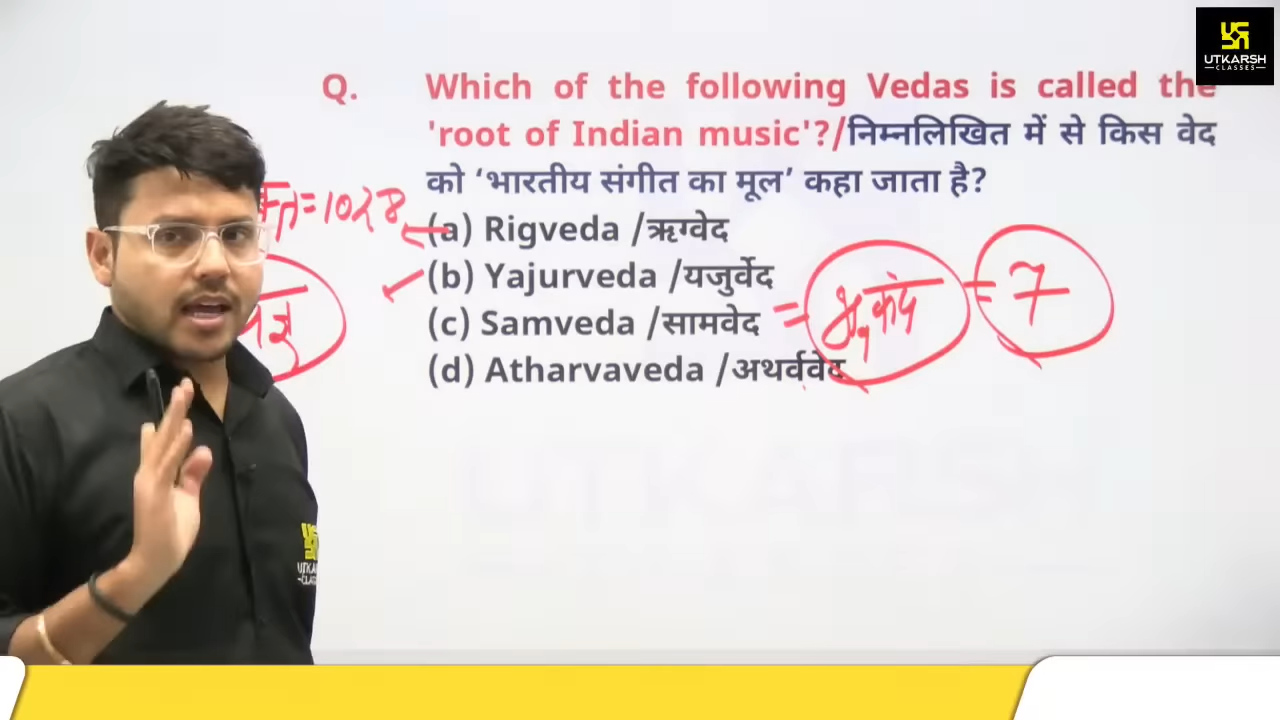 UTKARSH
CLASSES
Q. Which of the following Vedas is called the
'root of Indian music'?/निम्नलिखित में से किस वेद
को ‘भारतीय संगीत का मूल’ कहा जाता है?
= 1028
(a) Rigveda /ऋग्वेद
(b) Yajurveda /यजुर्वेद
(c) Samveda /सामवेद = = 7
(d) Atharvaveda /अथर्ववेद
UTKARSH